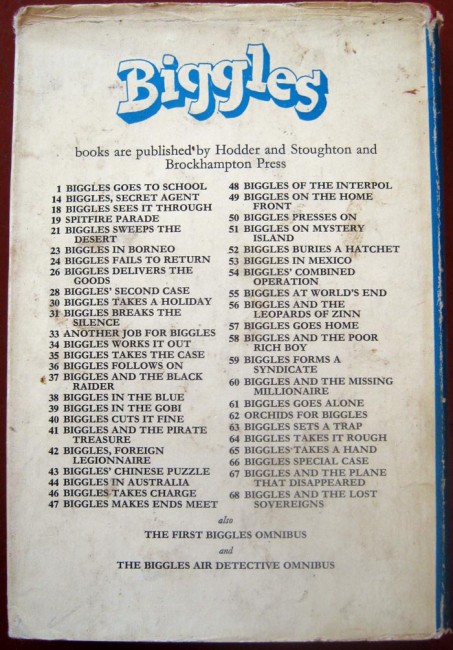 Biggles
books are published by Hodder and Stoughton and
Brockhampton Press
1 BIGGLES GOES TO SCHOOL
14 BIGGLES, SECRET AGENT
18 BIGGLES SEES IT THROUGH
19 SPITFIRE PARADE
21 BIGGLES SWEEPS THE
DESERT
23 BIGGLES IN BORNEO
24 BIGGLES FAILS TO RETURN
26 BIGGLES DELIVERS THE
GOODS
28 BIGGLES' SECOND CASE
30 BIGGLES TAKES A HOLIDAY
31 BIGGLES BREAKS THE
SILENCE
33 ANOTHER JOB FOR BIGGLES
34 BIGGLES WORKS IT OUT
35 BIGGLES TAKES THE CASE
36 BIGGLES FOLLOWS ON
37 BIGGLES AND THE BLACK
RAIDER
38 BIGGLES IN THE BLUE
39 BIGGLES IN THE GOBI
40 BIGGLES CUTS IT FINE
41 BIGGLES AND THE PIRATE
TREASURE
42 BIGGLES, FOREIGN
LEGIONNAIRE
43 BIGGLES' CHINESE PUZZLE
44 BIGGLES IN AUSTRALIA
46 BIGGLES TAKES CHARGE
47 BIGGLES MAKES ENDS MEET
48 BIGGLES OF THE INTERPOL
49 BIGGLES ON THE HOME
FRONT
50 BIGGLES PRESSES ON
51 BIGGLES ON MYSTERY
ISLAND
52 BIGGLES BURIES A HATCHET
53 BIGGLES IN MEXICO
54 BIGGLES' COMBINED
OPERATION
55 BIGGLES AT WORLD'S END
56 BIGGLES AND THE
LEOPARDS OF ZINN
57 BIGGLES GOES HOME
58 BIGGLES AND THE POOR
RICH BOY
59 BIGGLES FORMS A
SYNDICATE
60 BIGGLES AND THE MISSING
MILLIONAIRE
61 BIGGLES GOES ALONE
62 ORCHIDS FOR BIGGLES
63 BIGGLES SETS A TRAP
64 BIGGLES TAKES IT ROUGH
65 BIGGLES TAKES A HAND
66 BIGGLES SPECIAL CASE
67 BIGGLES AND THE PLANE
THAT DISAPPEARED
68 BIGGLES AND THE LOST
SOVEREIGNS
also
THE FIRST BIGGLES OMNIBUS
and
THE BIGGLES AIR DETECTIVE OMNIBUS